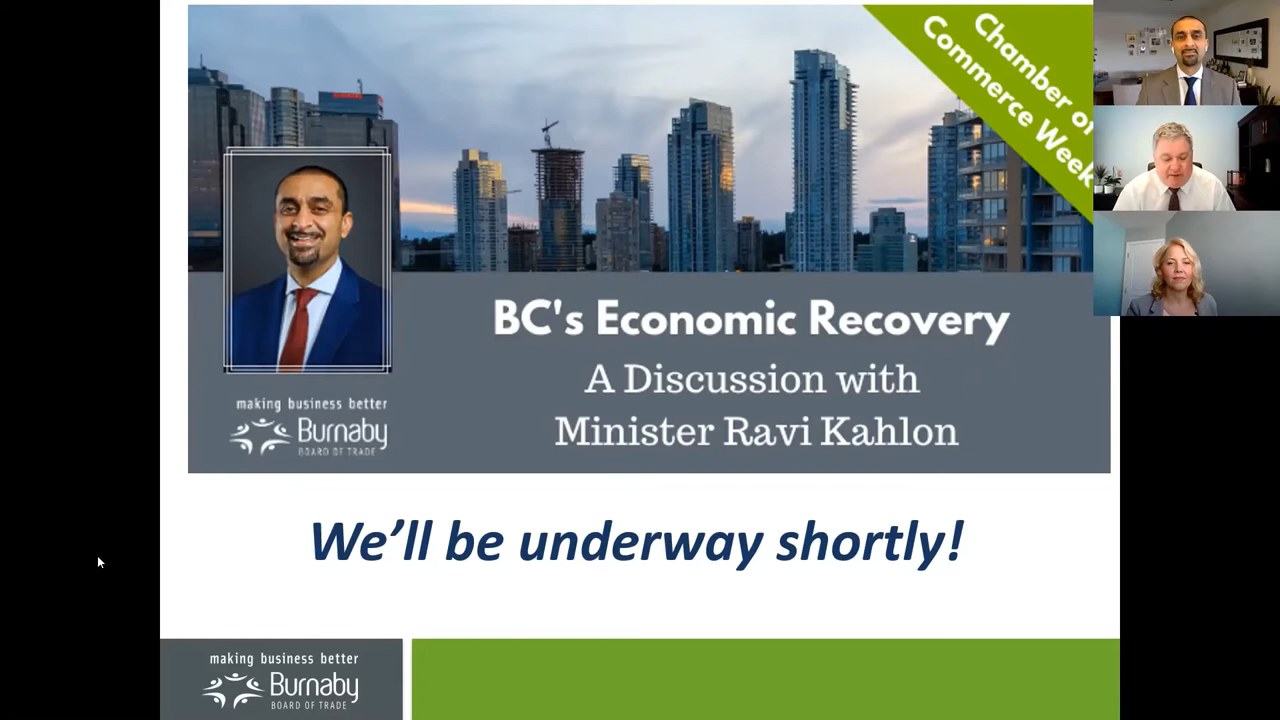 Chamber of
Commerce Week
BC's Economic Recovery
A Discussion with
Minister Ravi Kahlon
making business better
Burnaby
BOARD OF TRADE
We'll be underway shortly!
making business better
Burnaby
BOARD OF TRADE